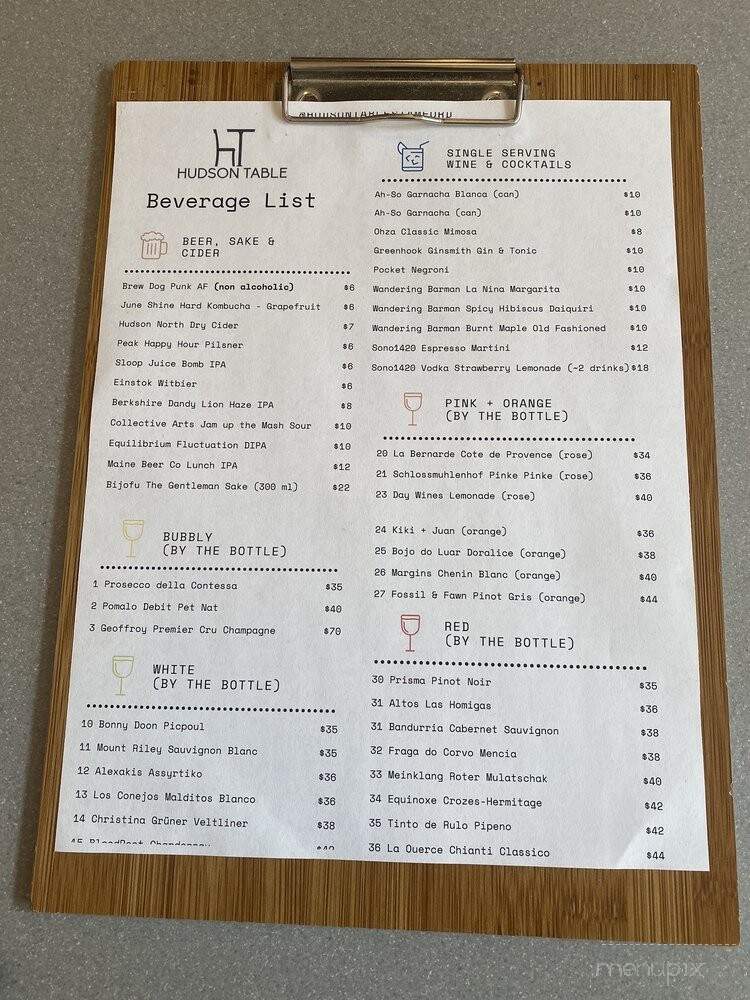 HT
HUDSON TABLE
Beverage List
BEER, SAKE &
CIDER
Brew Dog Punk AF (non alcoholic) $6
June Shine Hard Kombucha - Grapefruit $6
Hudson North Dry Cider $7
Peak Happy Hour Pilsner $6
Sloop Juice Bomb IPA $6
Einstok Witbier $6
Berkshire Dandy Lion Haze IPA $8
Collective Arts Jam up the Mash Sour $10
Equilibrium Fluctuation DIPA $10
Maine Beer Co Lunch IPA $12
Bijofu The Gentleman Sake (300 ml) $22
BUBBLY
(BY THE BOTTLE)
1 Prosecco della Contessa $35
2 Pomalo Debit Pet Nat $40
3 Geoffroy Premier Cru Champagne $70
WHITE
(BY THE BOTTLE)
10 Bonny Doon Picpoul $35
11 Mount Riley Sauvignon Blanc $35
12 Alexakis Assyrtiko $36
13 Los Conejos Malditos Blanco $36
14 Christina Grüner Veltliner $38
SINGLE SERVING
WINE & COCKTAILS
Ah-So Garnacha Blanca (can) $10
Ah-So Garnacha (can) $10
Ohza Classic Mimosa $8
Greenhook Ginsmith Gin & Tonic $10
Pocket Negroni $10
Wandering Barman La Nina Margarita $10
Wandering Barman Spicy Hibiscus Daiquiri $10
Wandering Barman Burnt Maple Old Fashioned $10
Sono1420 Espresso Martini $12
Sono1420 Vodka Strawberry Lemonade (~2 drinks) $18
PINK + ORANGE
(BY THE BOTTLE)
20 La Bernarde Cote de Provence (rose) $34
21 Schlossmuhlenhof Pinke Pinke (rose) $36
23 Day Wines Lemonade (rose) $40
24 Kiki + Juan (orange) $36
25 Bojo do Luar Doralice (orange) $38
26 Margins Chenin Blanc (orange) $40
27 Fossil & Fawn Pinot Gris (orange) $44
RED
(BY THE BOTTLE)
30 Prisma Pinot Noir $35
31 Altos Las Homigas $36
31 Bandurria Cabernet Sauvignon $38
32 Fraga do Corvo Mencia $38
33 Meinklang Roter Mulatschak $40
34 Equinoxe Crozes-Hermitage $42
35 Tinto de Rulo Pipeno $42
36 La Querce Chianti Classico $44
menupix